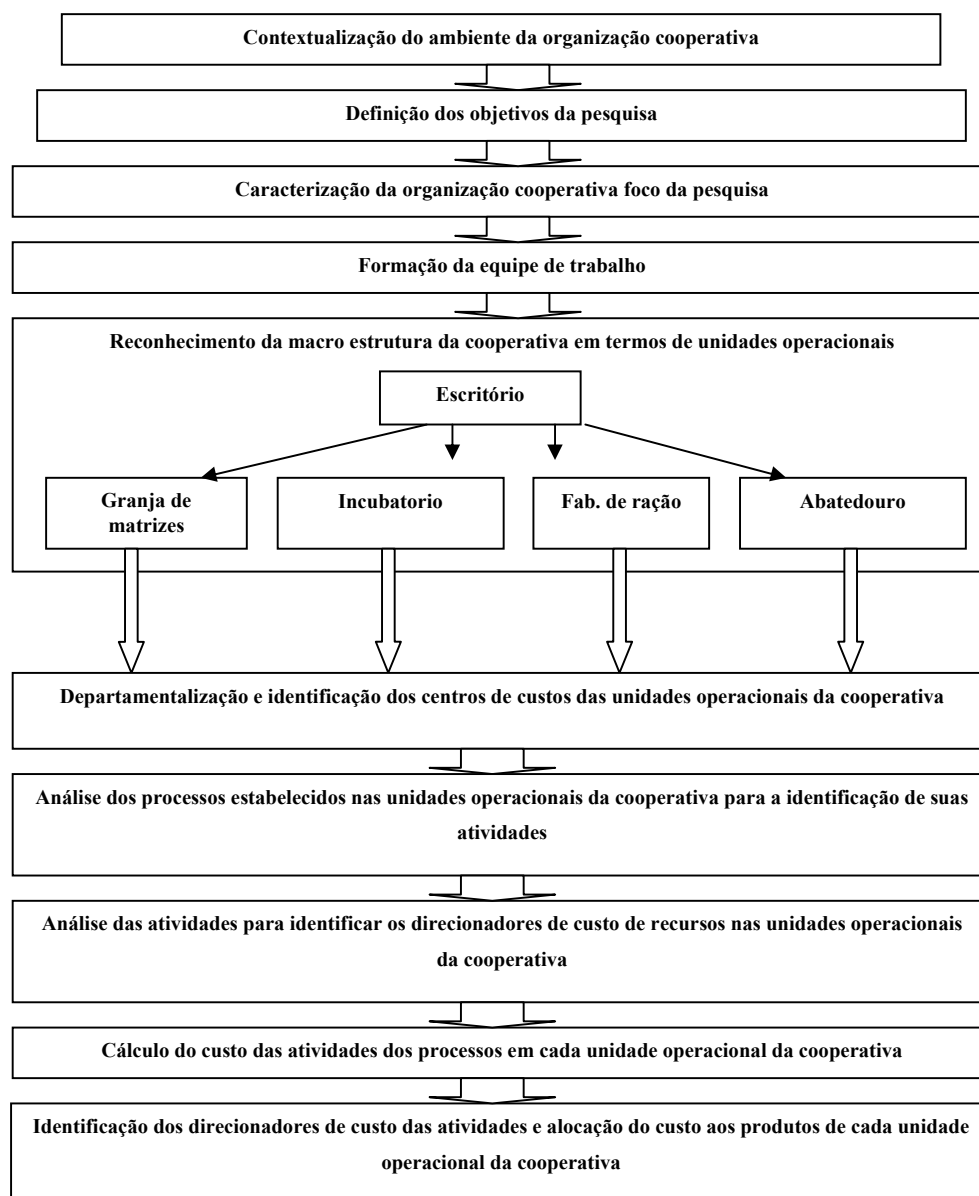 Contextualização do ambiente da organização cooperativa
Definição dos objetivos da pesquisa
Caracterização da organização cooperativa foco da pesquisa
Formação da equipe de trabalho
Reconhecimento da macro estrutura da cooperativa em termos de unidades operacionais
Escritório
Granja de
matrizes
Incubatorio
Fab. de ração
Abatedouro
Departamentalização e identificação dos centros de custos das unidades operacionais da cooperativa
Análise dos processos estabelecidos nas unidades operacionais da cooperativa para a identificação de suas
atividades
Análise das atividades para identificar os direcionadores de custo de recursos nas unidades operacionais
da cooperativa
Cálculo do custo das atividades dos processos em cada unidade operacional da cooperativa
Identificação dos direcionadores de custo das atividades e alocação do custo aos produtos de cada unidade
operacional da cooperativa